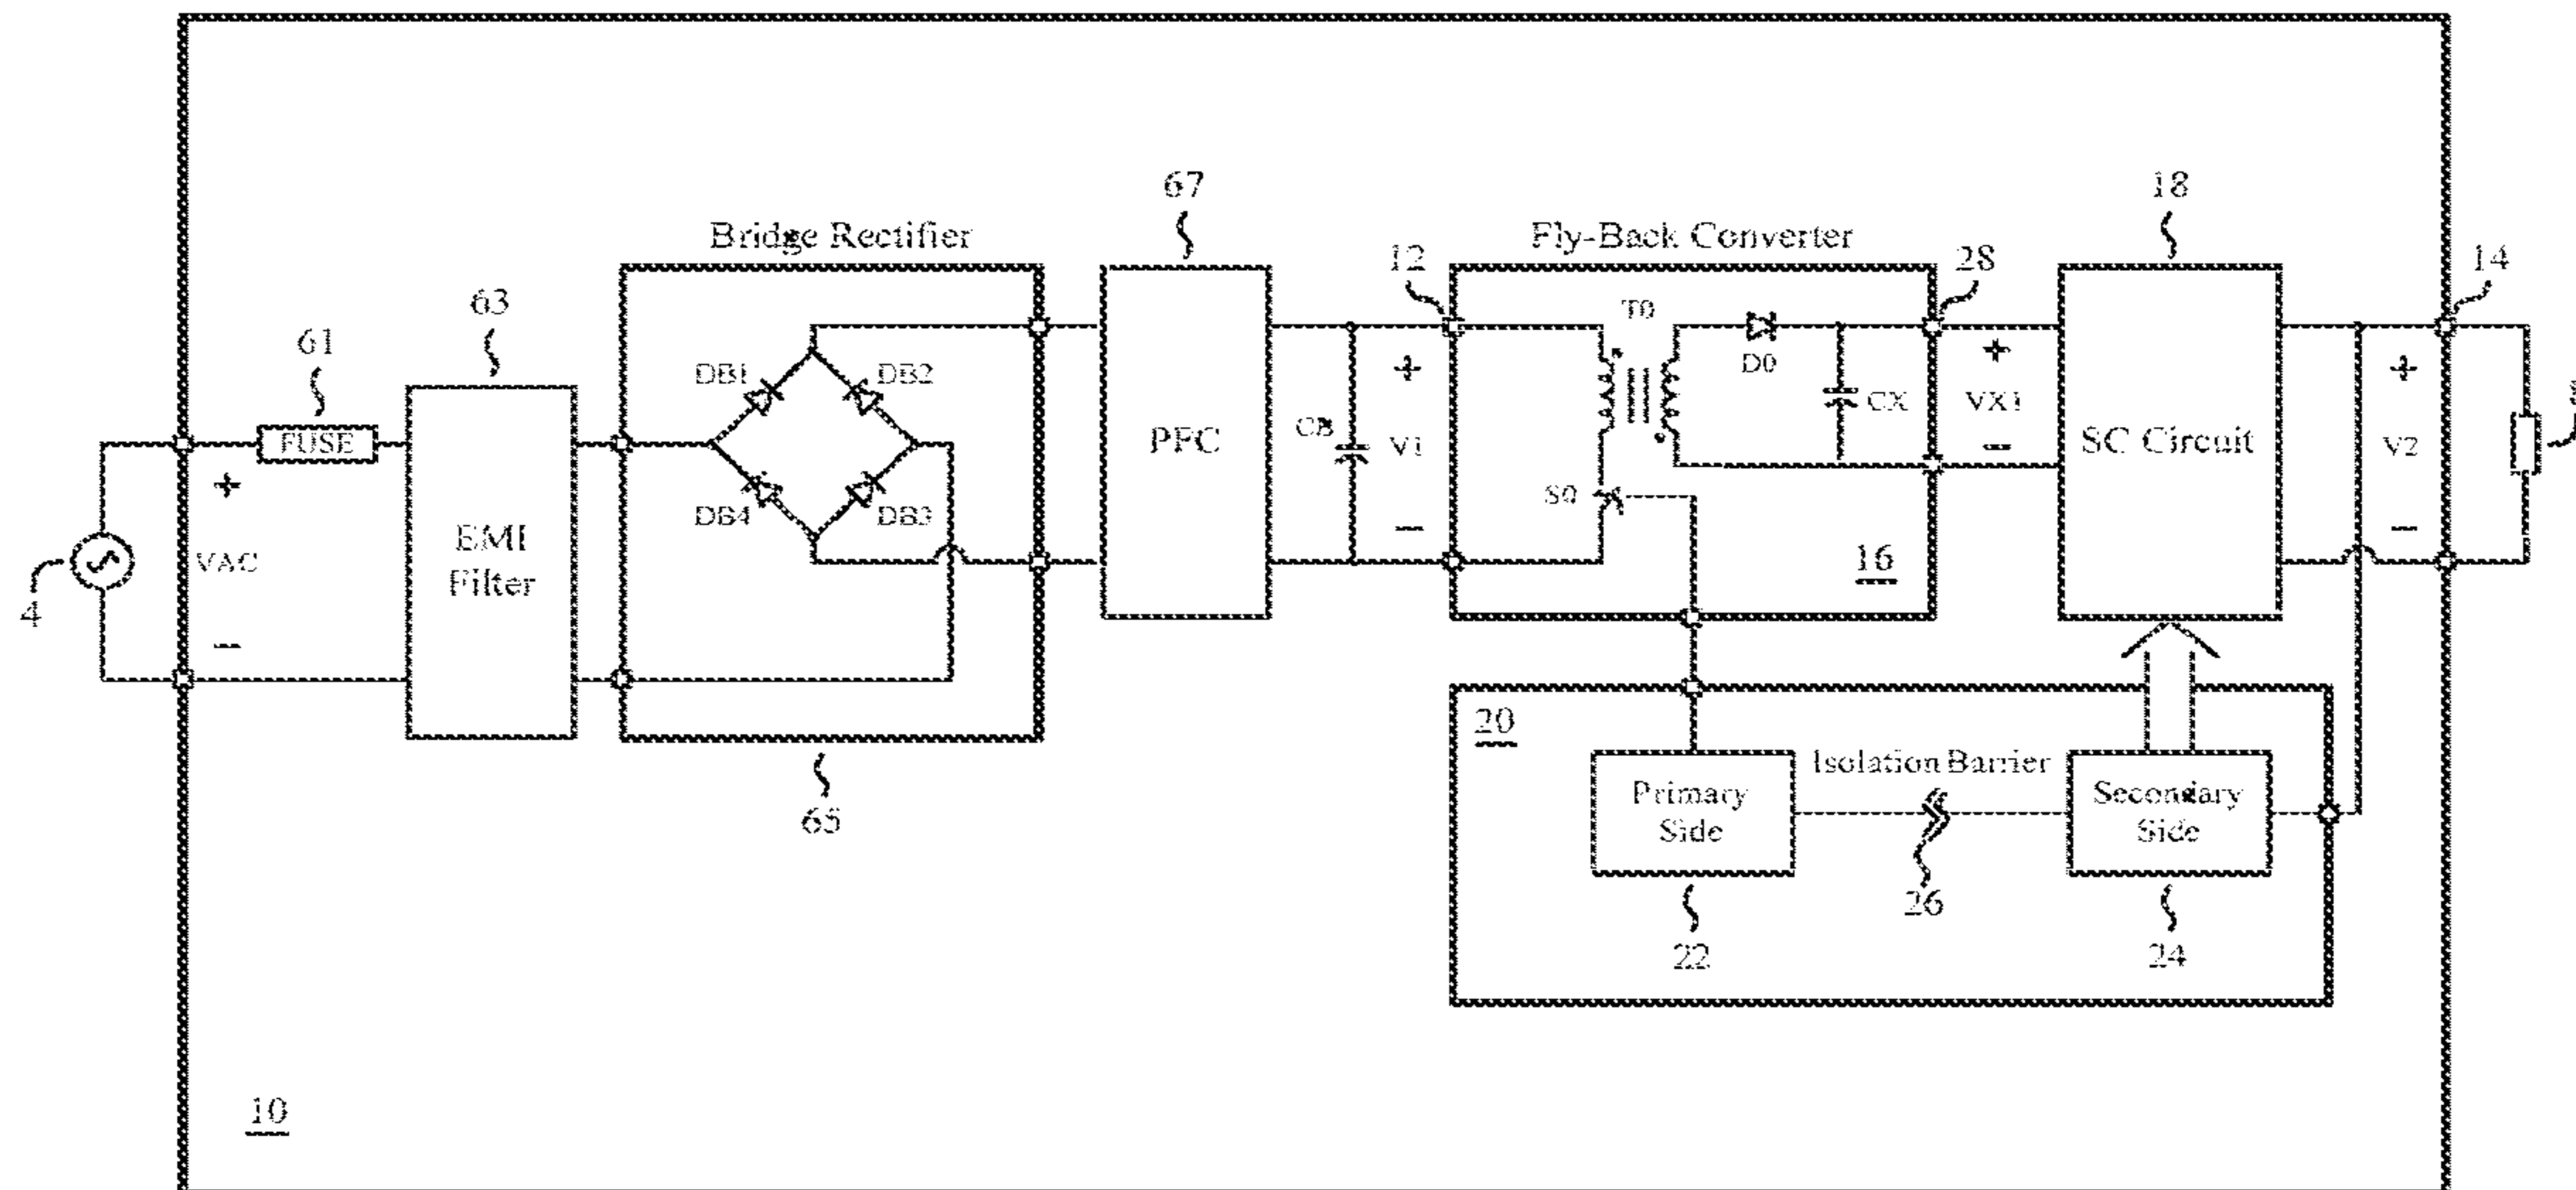 67
18
Bridge Rectifier
Fly-Back Converter
12
28
14
63
T0
61
DB1
DB2
D0
+
+
+
CX
VX1
FUSE
PFC
CB
V1
SC Circuit
V2
+
−
S0
DB4
DB3
EMI
Filter
−
−
VAC
4
16
−
20
Isolation Barrier
Primary
Side
Secondary
Side
65
26
22
24
10